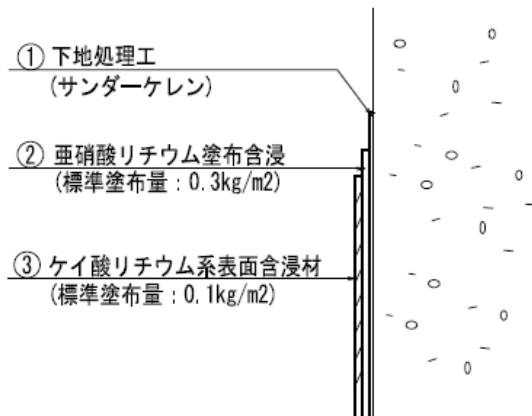 ① 下地処理工
(サンダーケレン)
② 亜硝酸リチウム塗布含浸
(標準塗布量:0.3kg/m2)
③ ケイ酸リチウム系表面含浸材
(標準塗布量:0.1kg/m2)